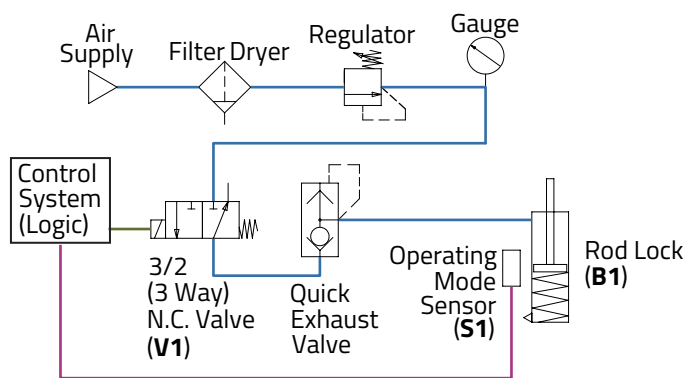 Air
Supply
Filter Dryer
Regulator
Gauge
Control
System
(Logic)
3/2
(3 Way)
N.C. Valve
(V1)
Quick
Exhaust
Valve
Operating
Mode
Sensor
(S1)
Rod Lock
(B1)